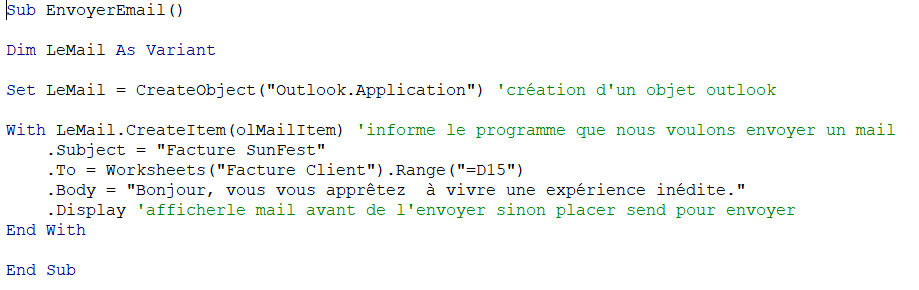 Sub EnvoyerEmail()
Dim LeMail As Variant
Set LeMail = CreateObject("Outlook.Application") 'création d'un objet outlook
With LeMail.CreateItem(olMailItem) 'informe le programme que nous voulons envoyer un mail
.Subject = "Facture SunFest"
.To = Worksheets("Facture Client").Range("=D15")
.Body = "Bonjour, vous vous apprêtez  à vivre une expérience inédite."
.Display 'afficherle mail avant de l'envoyer sinon placer send pour envoyer
End With
End Sub